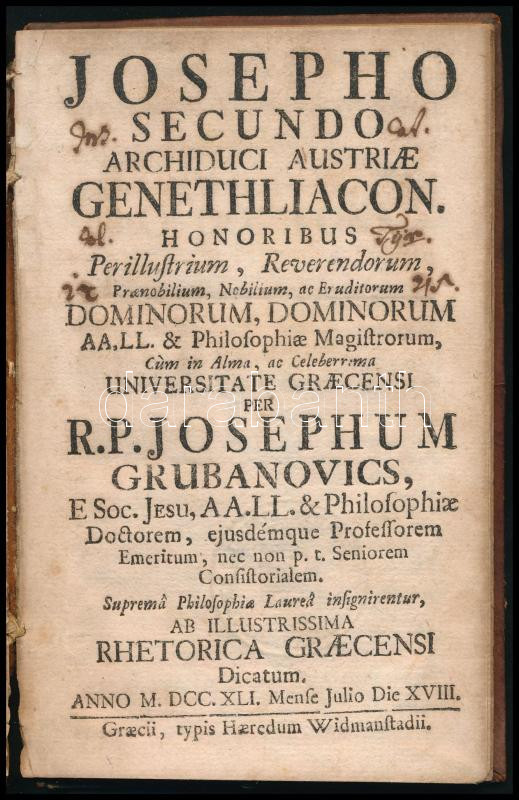 JOSEPHO
SECUNDO
ARCHIDUCI AUSTRIÆ
GENETHLIACON.
HONORIBUS
Perilluſtrium, Reverendorum,
Prænobilium, Nobilium, ac Eruditorum
DOMINORUM, DOMINORUM
AA,LL. & Philoſophiæ Magiſtrorum,
Cùm in Alma, ac Celeberrima
UNIVERSITATE GRÆCENSI
PER
R.P. JOSEPHUM
GRUBANOVICS,
E SOC. JESU, AA.LL. & Philoſophiæ
Doctorem, ejusdémque Profeſſorem
Emeritum, nec non p. t. Seniorem
Conſiſtorialem.
Supremâ Philoſophiæ Laureâ inſignirentur,
AB ILLUSTRISSIMA
RHETORICA GRÆCENSI
Dicatum.
ANNO M. DCC. XLI. Mense Julio Die XVIII.
Græcii, typis Hæredum Widmanſtadii.